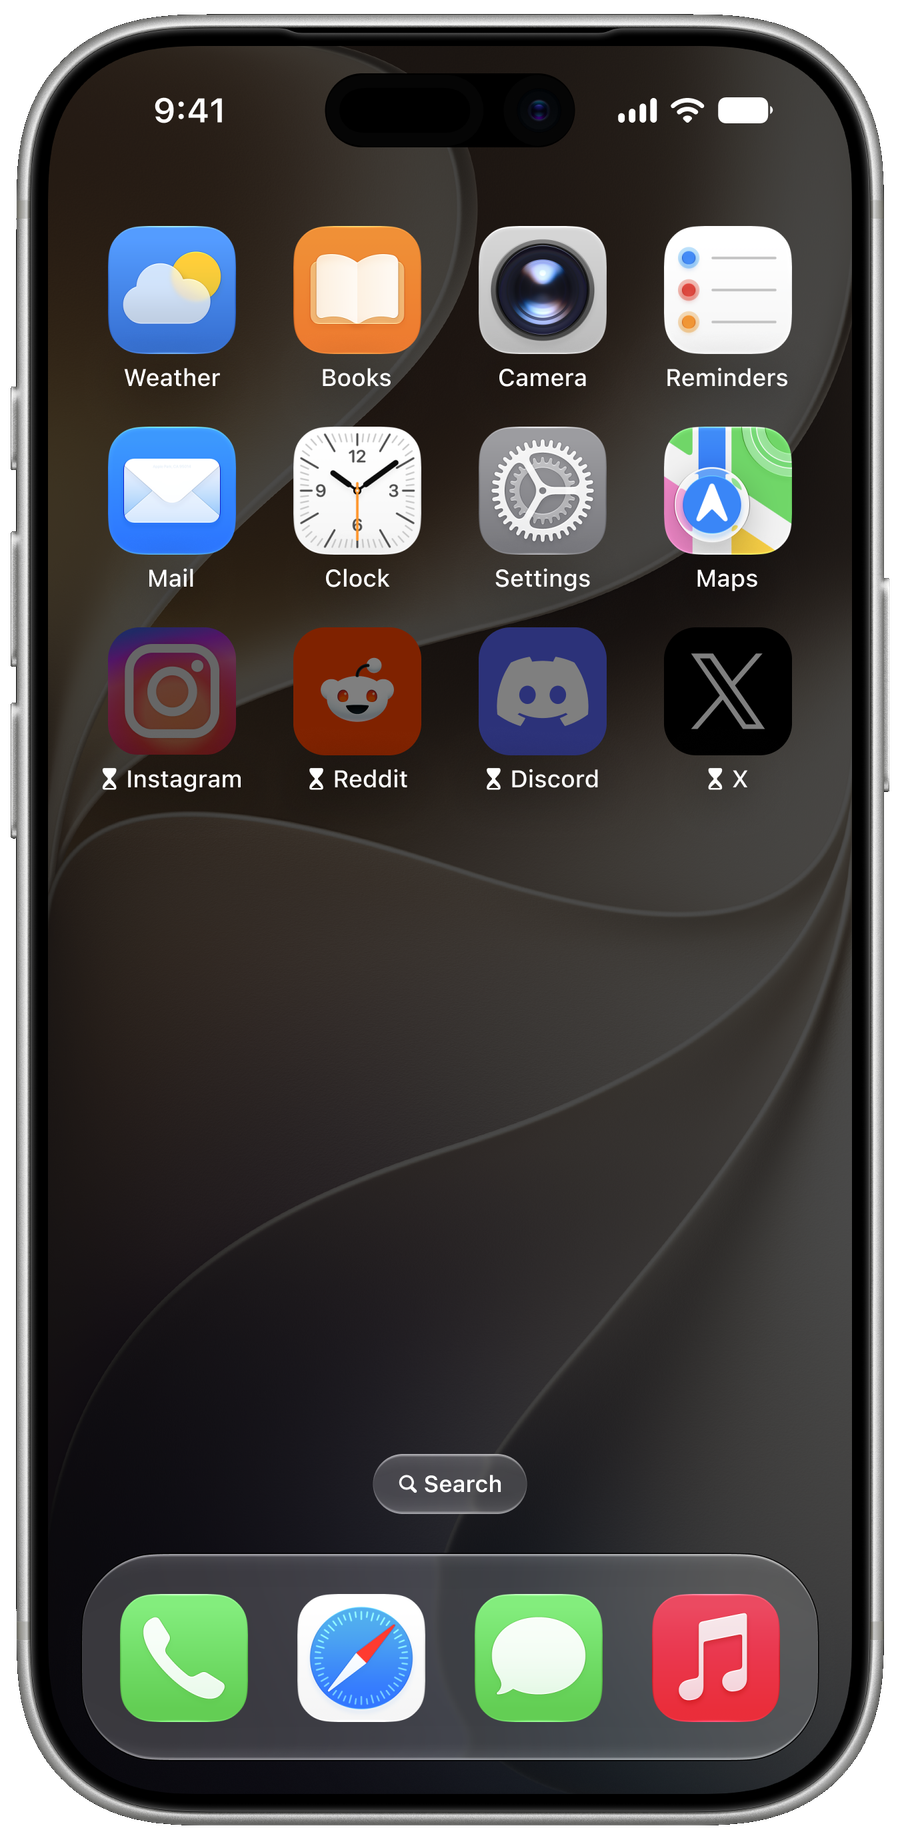 9:41
Weather Books Camera Reminders
12
9 3
6
Mail Clock Settings Maps
Instagram Reddit Discord X
Search